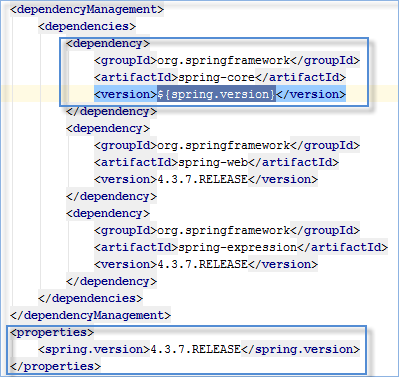 <dependencyManagement>
<dependencies>
<dependency>
<groupId>org.springframework</groupId>
<artifactId>spring-core</artifactId>
<version>${spring.version}</version>
</dependency>
<dependency>
<groupId>org.springframework</groupId>
<artifactId>spring-web</artifactId>
<version>4.3.7.RELEASE</version>
</dependency>
<dependency>
<groupId>org.springframework</groupId>
<artifactId>spring-expression</artifactId>
<version>4.3.7.RELEASE</version>
</dependency>
</dependencies>
</dependencyManagement>
<properties>
<spring.version>4.3.7.RELEASE</spring.version>
</properties>